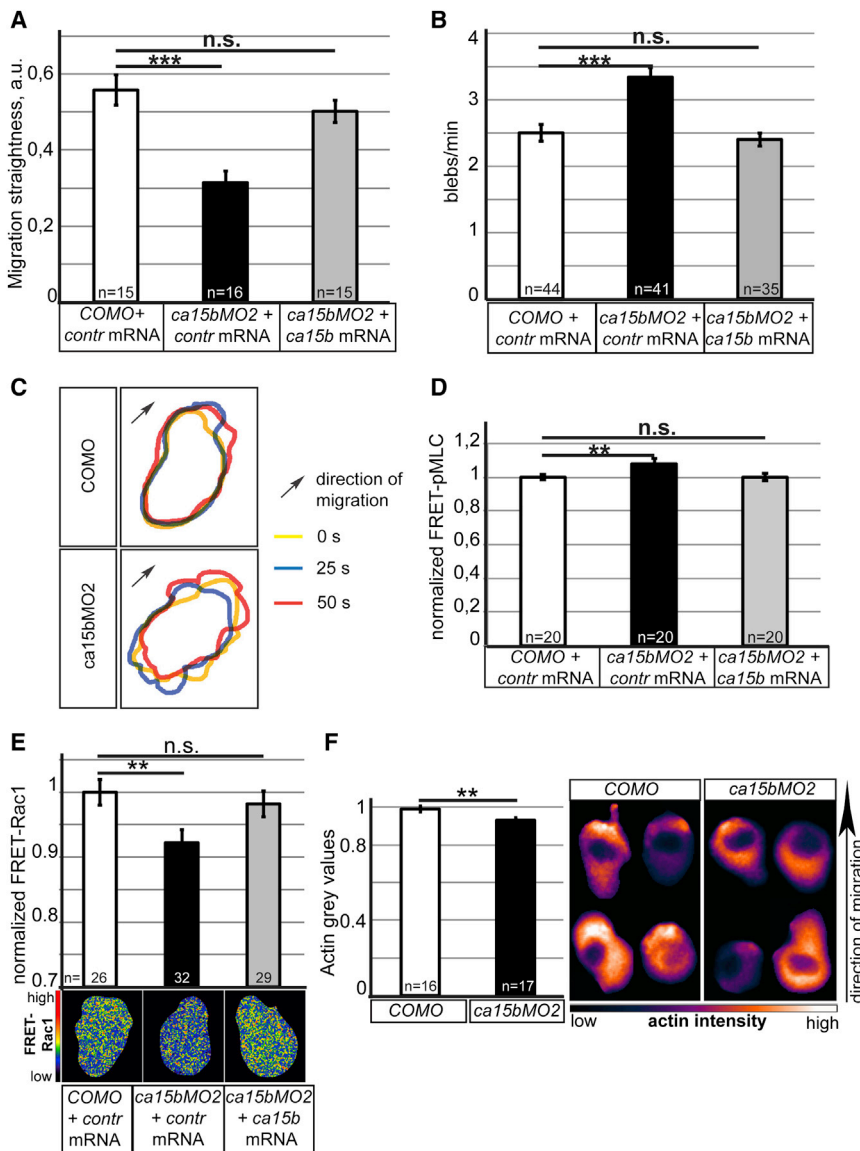 A
Migration straightness, a.u.
0,6
0,4
0,2
0
n.s.
***
n=15
n=16
n=15
COMO+
contr mRNA
ca15bMO2 +
contr mRNA
ca15bMO2 +
ca15b mRNA
B
blebs/min
4
3
2
1
0
n.s.
***
n=44
n=41
n=35
COMO +
contr mRNA
ca15bMO2 +
contr mRNA
ca15bMO2 +
ca15b mRNA
C
COMO
ca15bMO2
direction of
migration
0 s
25 s
50 s
D
normalized FRET-pMLC
1,2
1
0,8
0,6
0,4
0,2
0
n.s.
**
n=20
n=20
n=20
COMO +
contr mRNA
ca15bMO2 +
contr mRNA
ca15bMO2 +
ca15b mRNA
E
normalized FRET-Rac1
1
0.9
0.8
0.7
n.s.
**
n=
26
32
29
high
FRET-
Rac1
low
COMO
+ contr
mRNA
ca15bMO2
+ contr
mRNA
ca15bMO2
+ ca15b
mRNA
F
Actin grey values
1
0.8
0.4
0
**
n=16
n=17
COMO
ca15bMO2
COMO
ca15bMO2
direction of migration
low
actin intensity
high